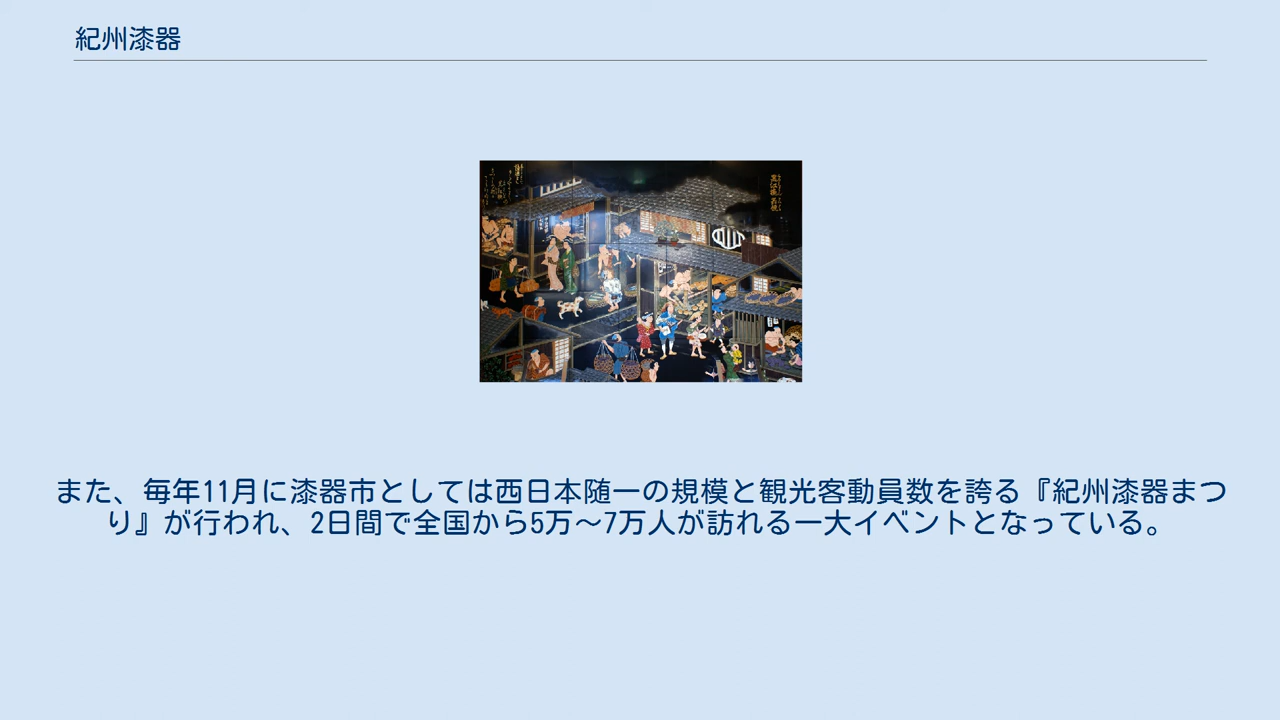 紀州漆器
また、毎年11月に漆器市としては西日本随一の規模と観光客動員数を誇る『紀州漆器まつ
り』が行われ、2日間で全国から5万～7万人が訪れる一大イベントとなっている。